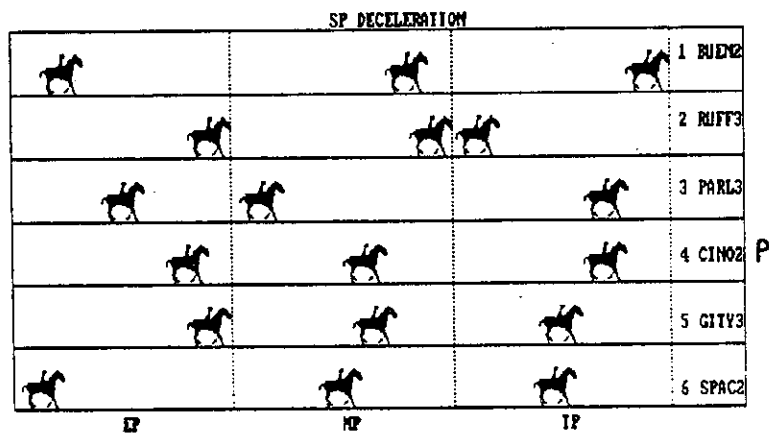 SP DECELERATION
1 BUEN2
2 RUFF3
3 PARL3
4 CINO2 P
5 GITY3
6 SPAC2
EP MP TP